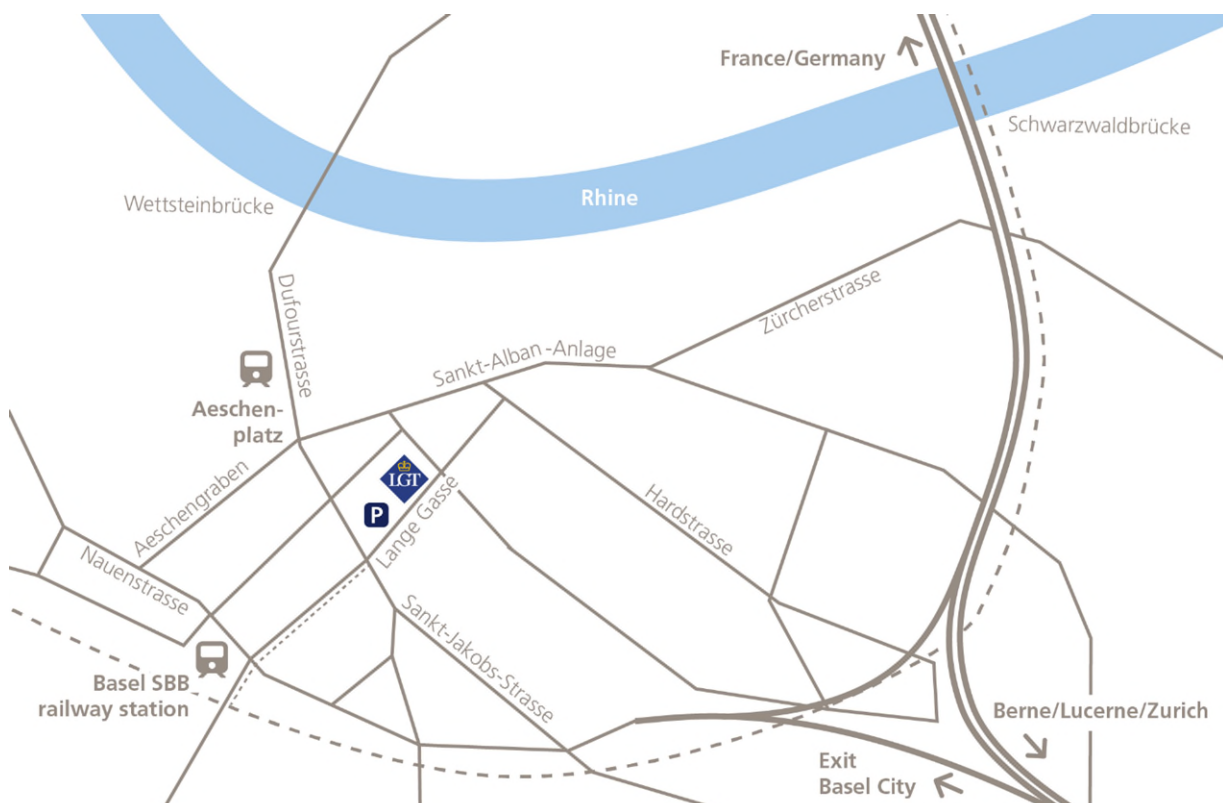 France/Germany
Schwarzwaldbrücke
Rhine
Wettsteinbrücke
Dufourstrasse
Zürcherstrasse
Sankt-Alban -Anlage
Aeschen-
platz
LGT
P
Aeschengraben
Lange Gasse
Hardstrasse
Nauenstrasse
Sankt-Jakobs-Strasse
Basel SBB
railway station
Berne/Lucerne/Zurich
Exit
Basel City